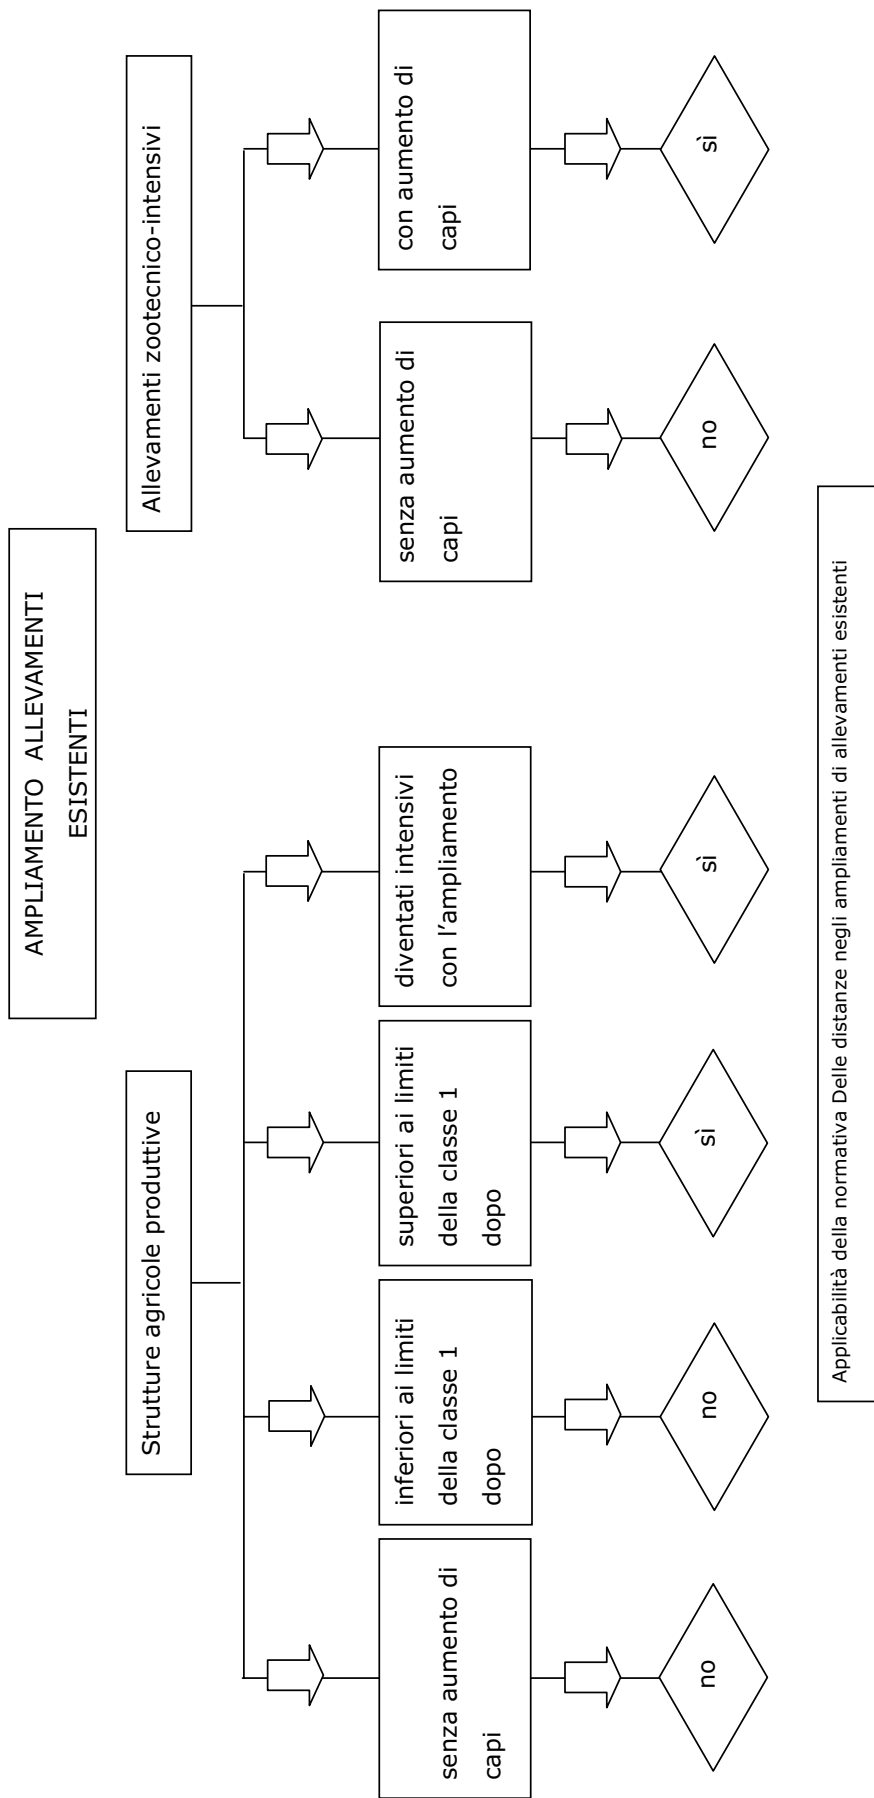 AMPLIAMENTO ALLEVAMENTI
ESISTENTI
Strutture agricole produttive
Allevamenti zootecnico-intensivi
senza aumento di
capi
inferiori ai limiti
della classe 1
dopo
superiori ai limiti
della classe 1
dopo
diventati intensivi
con l'ampliamento
senza aumento di
capi
con aumento di
capi
no
no
sì
sì
no
sì
Applicabilità della normativa Delle distanze negli ampliamenti di allevamenti esistenti